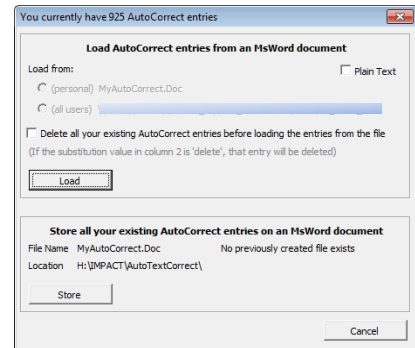 You currently have 925 AutoCorrect entries
Load AutoCorrect entries from an MsWord document
Load from:
Plain Text
(personal) MyAutoCorrect.Doc
(all users)
Delete all your existing AutoCorrect entries before loading the entries from the file
(If the substitution value in column 2 is 'delete', that entry will be deleted)
Load
Store all your existing AutoCorrect entries on an MsWord document
File Name MyAutoCorrect.Doc No previously created file exists
Location H:\IMPACT\AutoTextCorrect\
Store
Cancel